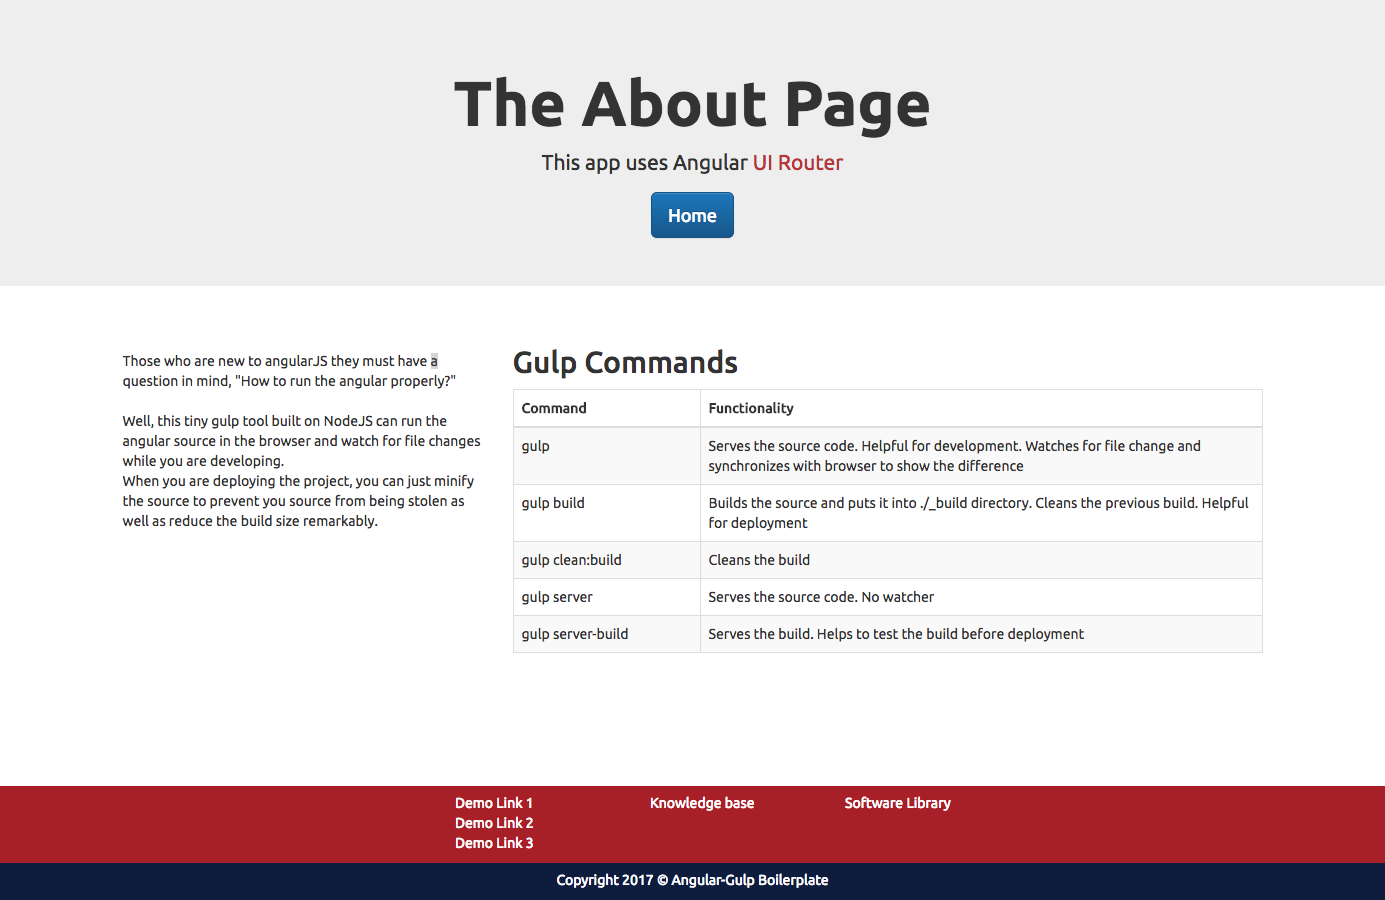 The About Page
This app uses Angular UI Router
Home
Those who are new to angularJS they must have a
question in mind, "How to run the angular properly?"
Well, this tiny gulp tool built on NodeJS can run the
angular source in the browser and watch for file changes
while you are developing.
When you are deploying the project, you can just minify
the source to prevent you source from being stolen as
well as reduce the build size remarkably.
Gulp Commands
Command Functionality
gulp Serves the source code. Helpful for development. Watches for file change and
synchronizes with browser to show the difference
gulp build Builds the source and puts it into ./_build directory. Cleans the previous build. Helpful
for deployment
gulp clean:build Cleans the build
gulp server Serves the source code. No watcher
gulp server-build Serves the build. Helps to test the build before deployment
Demo Link 1 Knowledge base Software Library
Demo Link 2
Demo Link 3
Copyright 2017 © Angular-Gulp Boilerplate